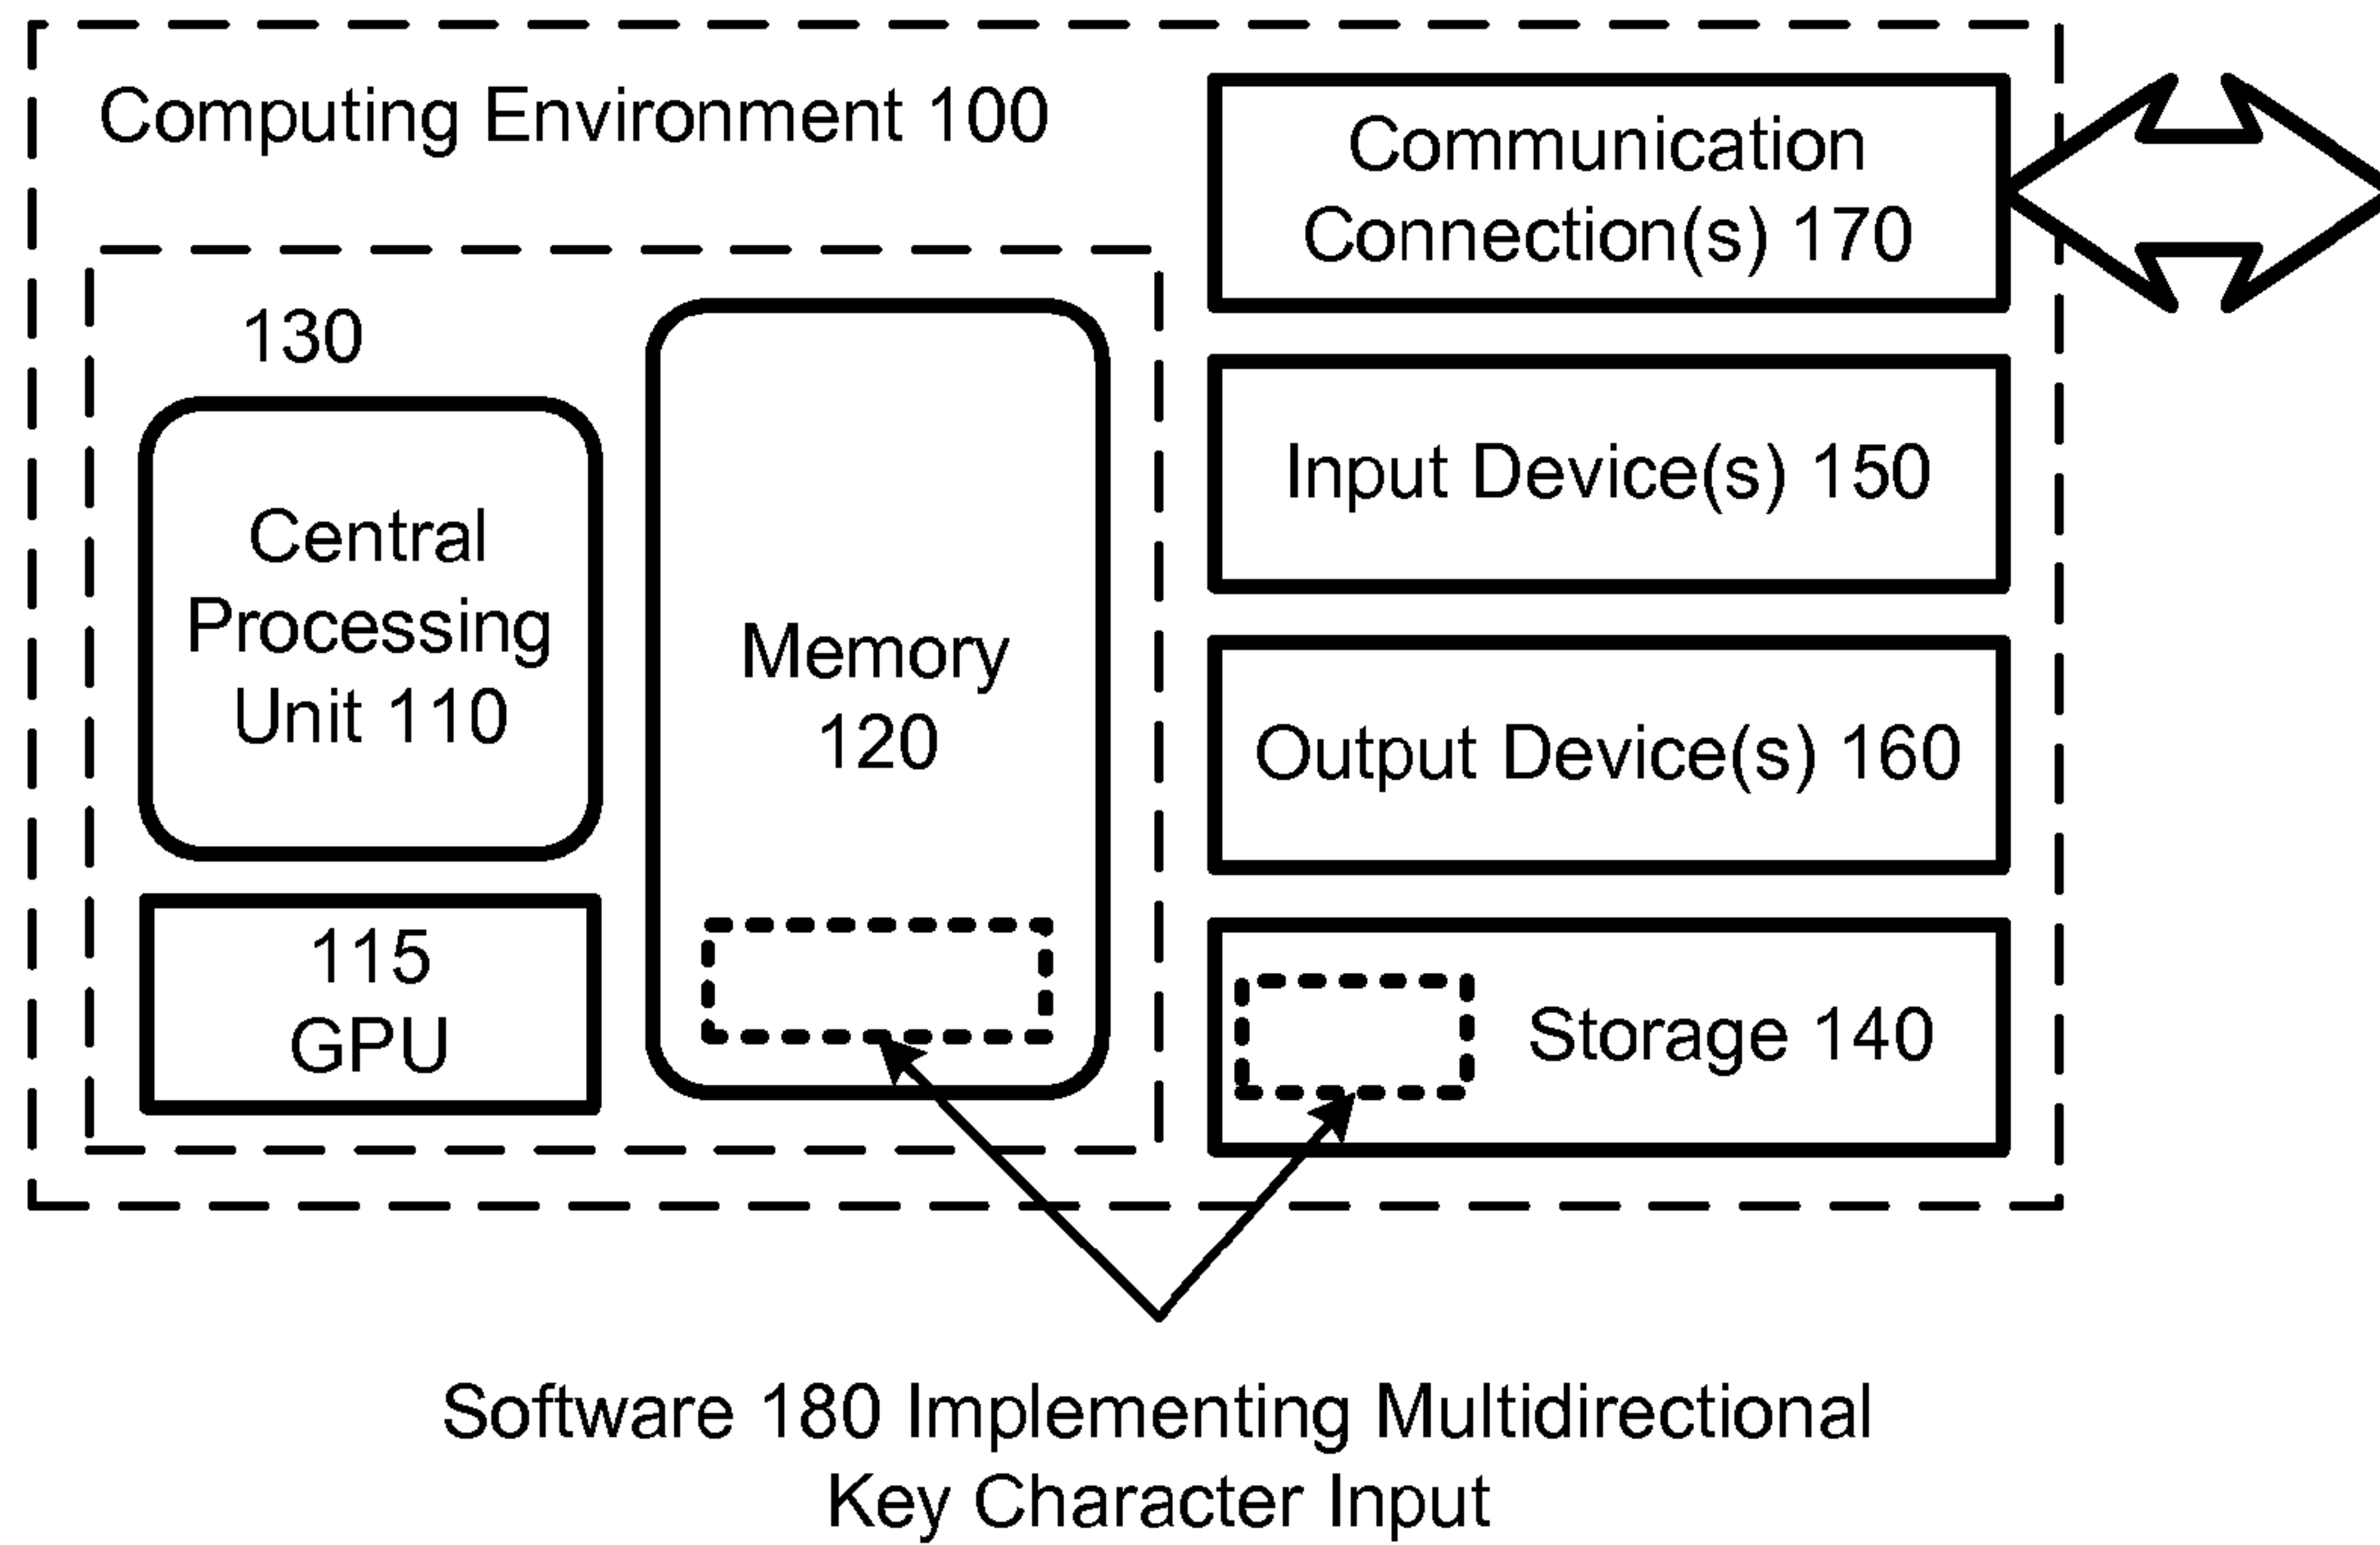 Computing Environment 100
130
Central
Processing
Unit 110
115
GPU
Memory
120
Communication
Connection(s) 170
Input Device(s) 150
Output Device(s) 160
Storage 140
Software 180 Implementing Multidirectional
Key Character Input